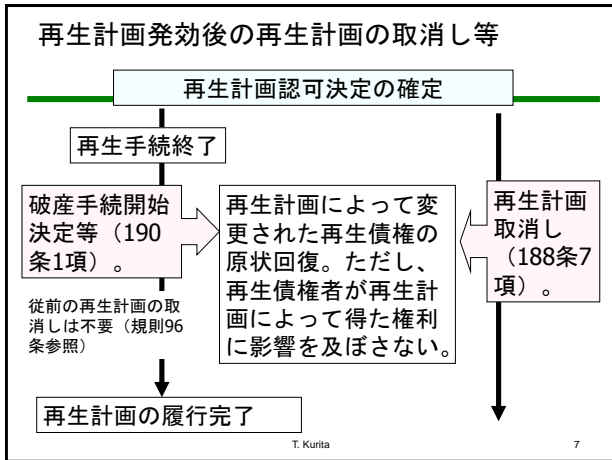 再生計画発効後の再生計画の取消し等
再生計画認可決定の確定
再生手続終了
破産手続開始
決定等（190
条1項）。
従前の再生計画の取
消しは不要（規則96
条参照）
再生計画によって変
更された再生債権の
原状回復。ただし、
再生債権者が再生計
画によって得た権利
に影響を及ぼさない。
再生計画
取消し
（188条7
項）。
再生計画の履行完了
T. Kurita
7